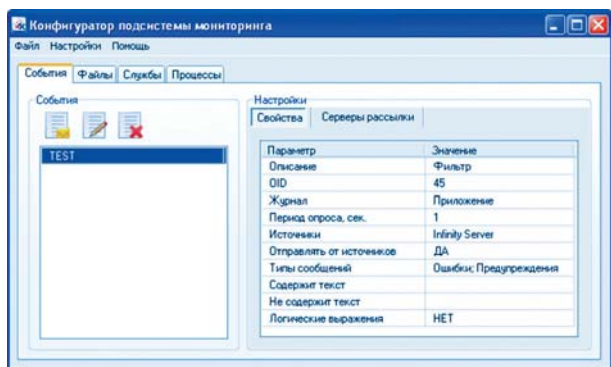 Конфигуратор подсистемы мониторинга
Файл Настройки Помощь
События Файлы Службы Процессы
События
TEST
Настройки
Свойства Серверы рассылки
Параметр Значение
Описание Фильтр
OID 45
Журнал Приложение
Период опроса, сек. 1
Источники Infinity Server
Отправлять от источников ДА
Типы сообщений Ошибки; Предупреждения
Содержит текст
Не содержит текст
Логические выражения НЕТ